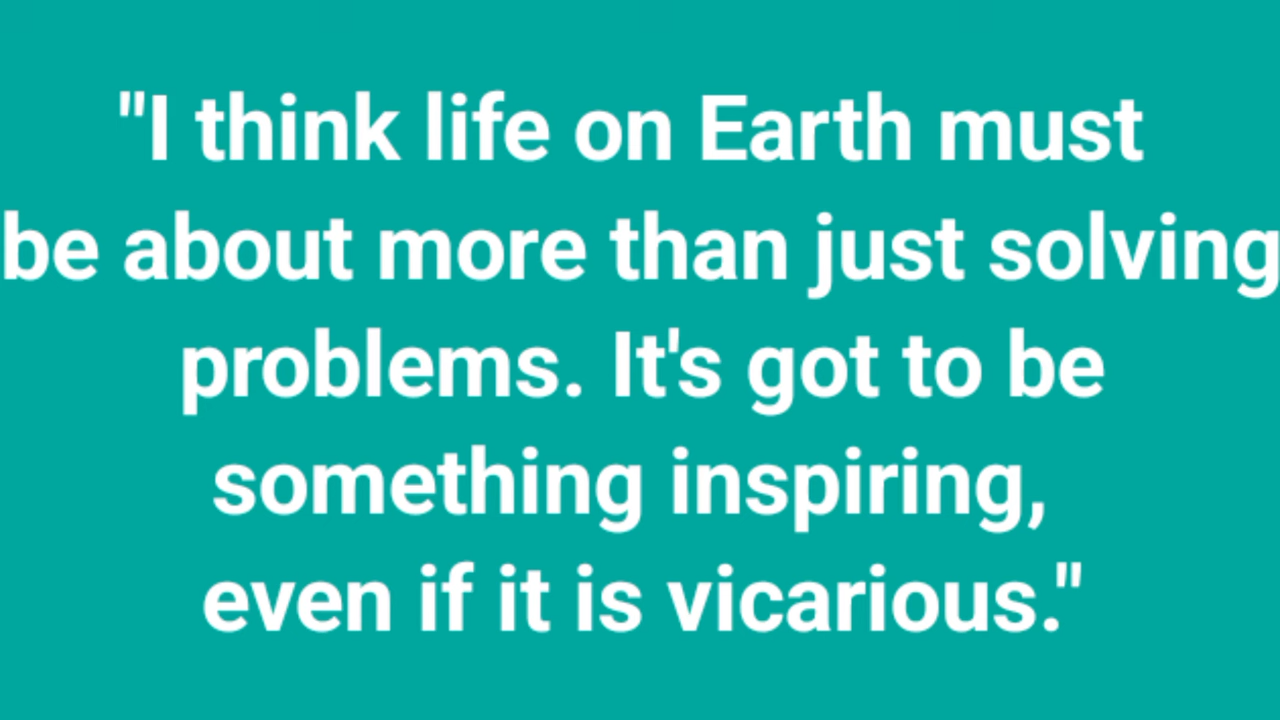 "I think life on Earth must
be about more than just solving
problems. It's got to be
something inspiring,
even if it is vicarious."